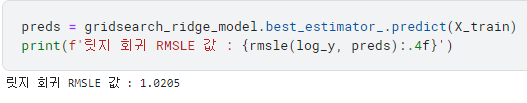 preds = gridsearch_ridge_model.best_estimator_.predict(X_train)
print(f'릿지 회귀 RMSLE 값 : {rmsle(log_y, preds):.4f}')
릿지 회귀 RMSLE 값 : 1.0205